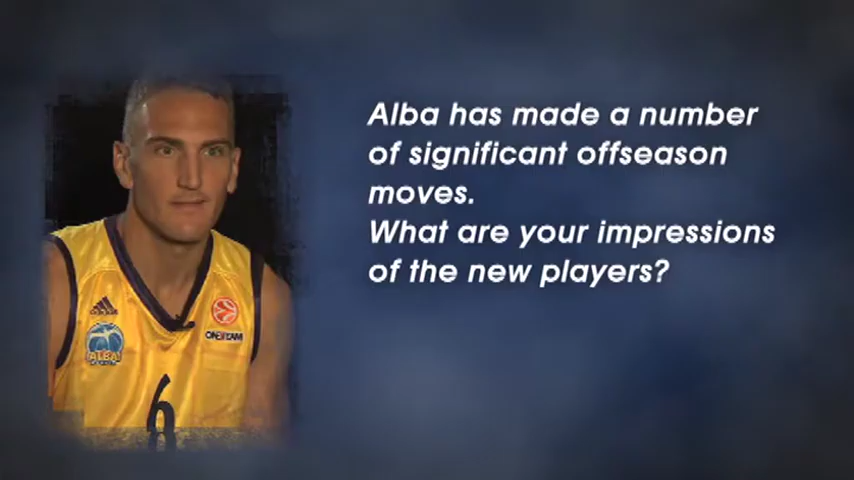 Alba has made a number
of significant offseason
moves.
What are your impressions
of the new players?
ALBA
ONE TEAM
6